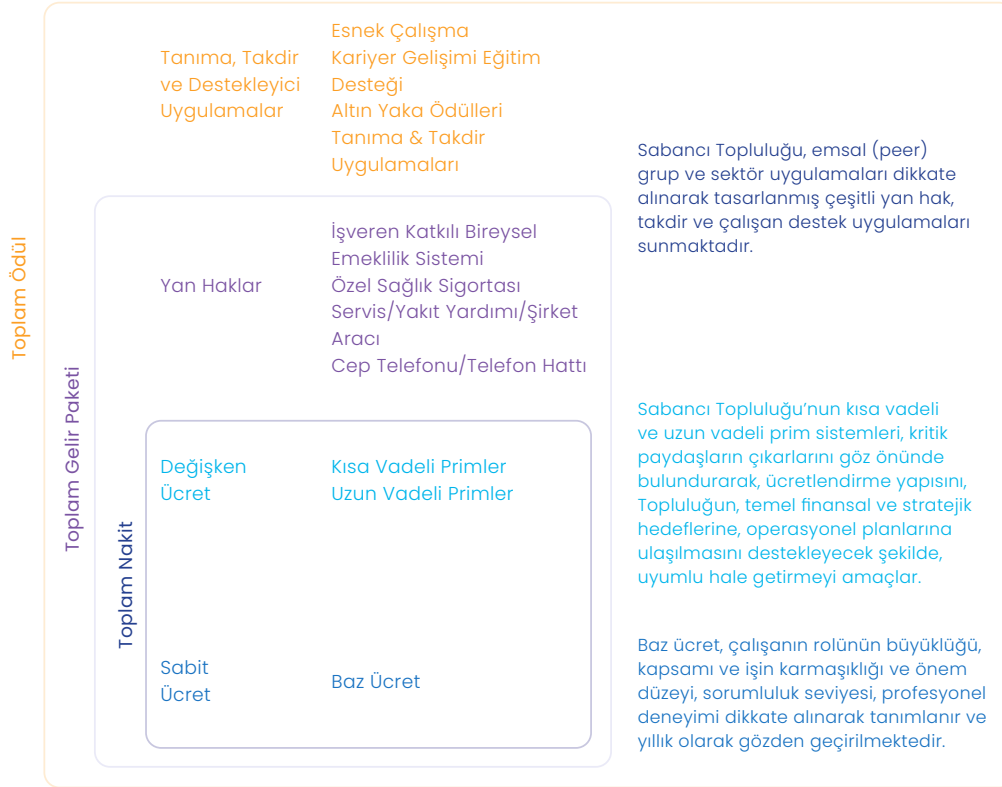 Toplam Ödül
Tanıma, Takdir
ve Destekleyici
Uygulamalar
Esnek Çalışma
Kariyer Gelişimi Eğitim
Desteği
Altın Yaka Ödülleri
Tanıma & Takdir
Uygulamaları
Sabancı Topluluğu, emsal (peer)
grup ve sektör uygulamaları dikkate
alınarak tasarlanmış çeşitli yan hak,
takdir ve çalışan destek uygulamaları
sunmaktadır.
Toplam Gelir Paketi
Yan Haklar
İşveren Katkılı Bireysel
Emeklilik Sistemi
Özel Sağlık Sigortası
Servis/Yakıt Yardımı/Şirket
Aracı
Cep Telefonu/Telefon Hattı
Toplam Nakit
Değişken
Ücret
Kısa Vadeli Primler
Uzun Vadeli Primler
Sabancı Topluluğu’nun kısa vadeli
ve uzun vadeli prim sistemleri, kritik
paydaşların çıkarlarını göz önünde
bulundurarak, ücretlendirme yapısını,
Topluluğun, temel finansal ve stratejik
hedeflerine, operasyonel planlarına
ulaşılmasını destekleyecek şekilde,
uyumlu hale getirmeyi amaçlar.
Sabit
Ücret
Baz Ücret
Baz ücret, çalışanın rolünün büyüklüğü,
kapsamı ve işin karmaşıklığı ve önem
düzeyi, sorumluluk seviyesi, profesyonel
deneyimi dikkate alınarak tanımlanır ve
yıllık olarak gözden geçirilmektedir.